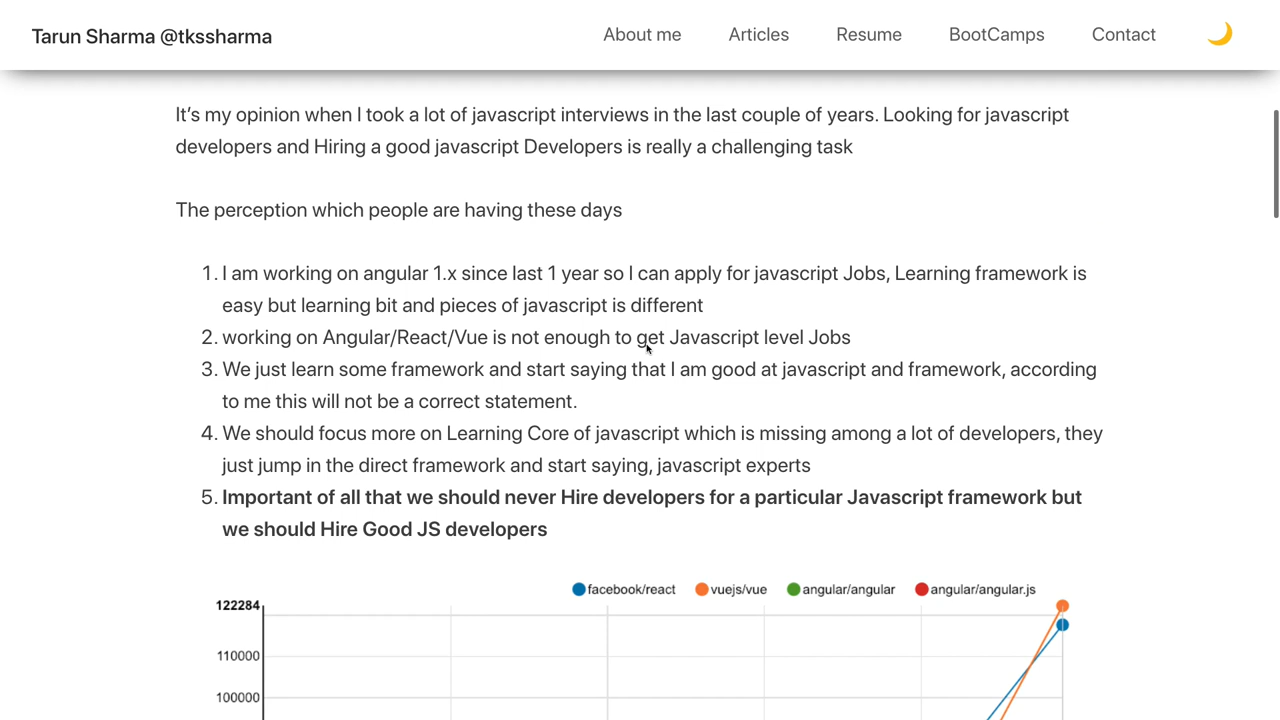 Tarun Sharma @tkssharma
About me
Articles
Resume
BootCamps
Contact
It’s my opinion when I took a lot of javascript interviews in the last couple of years. Looking for javascript
developers and Hiring a good javascript Developers is really a challenging task
The perception which people are having these days
1. I am working on angular 1.x since last 1 year so I can apply for javascript Jobs, Learning framework is
easy but learning bit and pieces of javascript is different
2. working on Angular/React/Vue is not enough to get Javascript level Jobs
3. We just learn some framework and start saying that I am good at javascript and framework, according
to me this will not be a correct statement.
4. We should focus more on Learning Core of javascript which is missing among a lot of developers, they
just jump in the direct framework and start saying, javascript experts
5. Important of all that we should never Hire developers for a particular Javascript framework but
we should Hire Good JS developers
facebook/react
vuejs/vue
angular/angular
angular/angular.js
122284
110000
100000